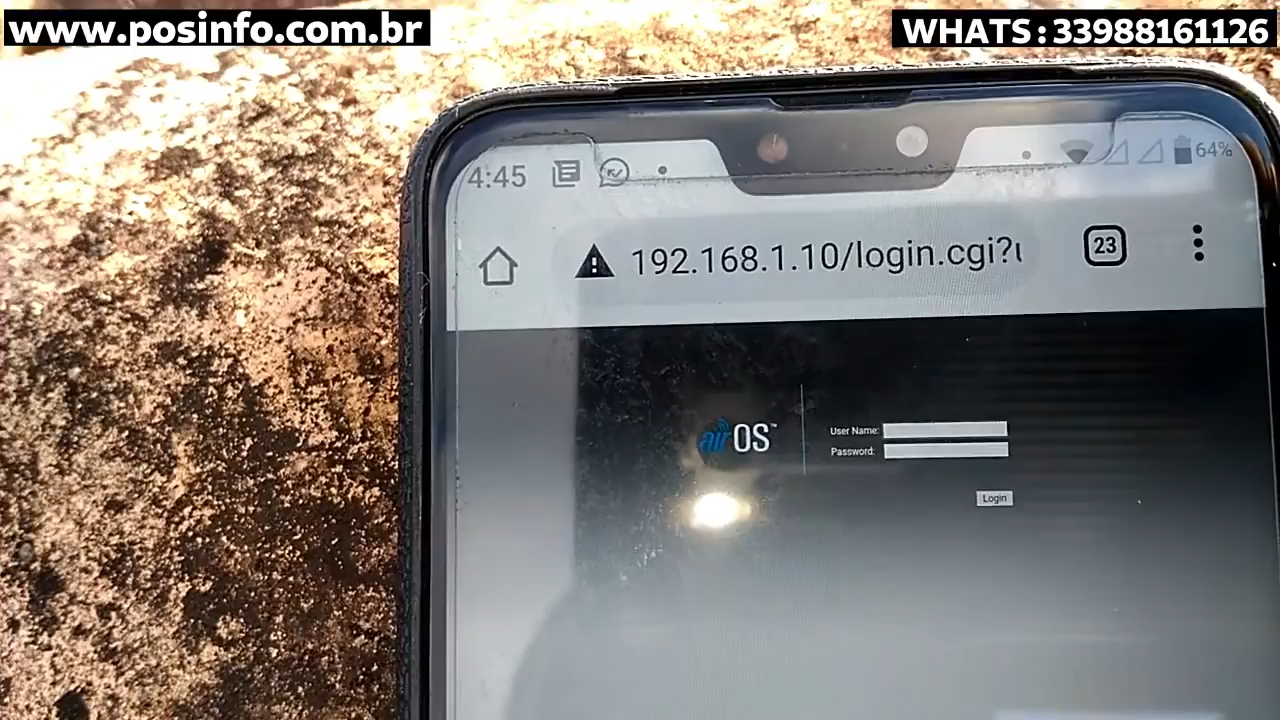 www.posinfo.com.br
WHATS:33988161126
4:45
64%
192.168.1.10/login.cgi?u
23
airOS™
User Name:
Password:
Login